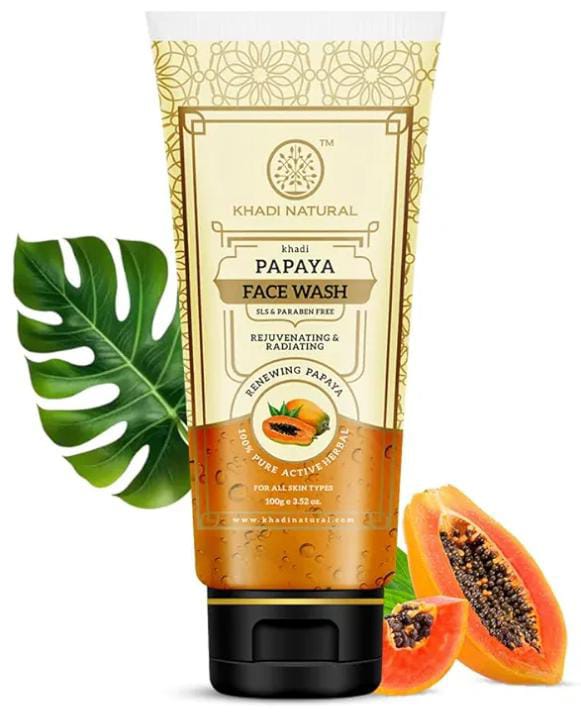 TM
KHADI NATURAL
khadi
PAPAYA
FACE WASH
SLS & PARABEN FREE
REJUVENATING &
RADIATING
RENEWING PAPAYA
100% PURE ACTIVE HERBAL
FOR ALL SKIN TYPES
100g e 3.52 oz.
www.khadinatural.com